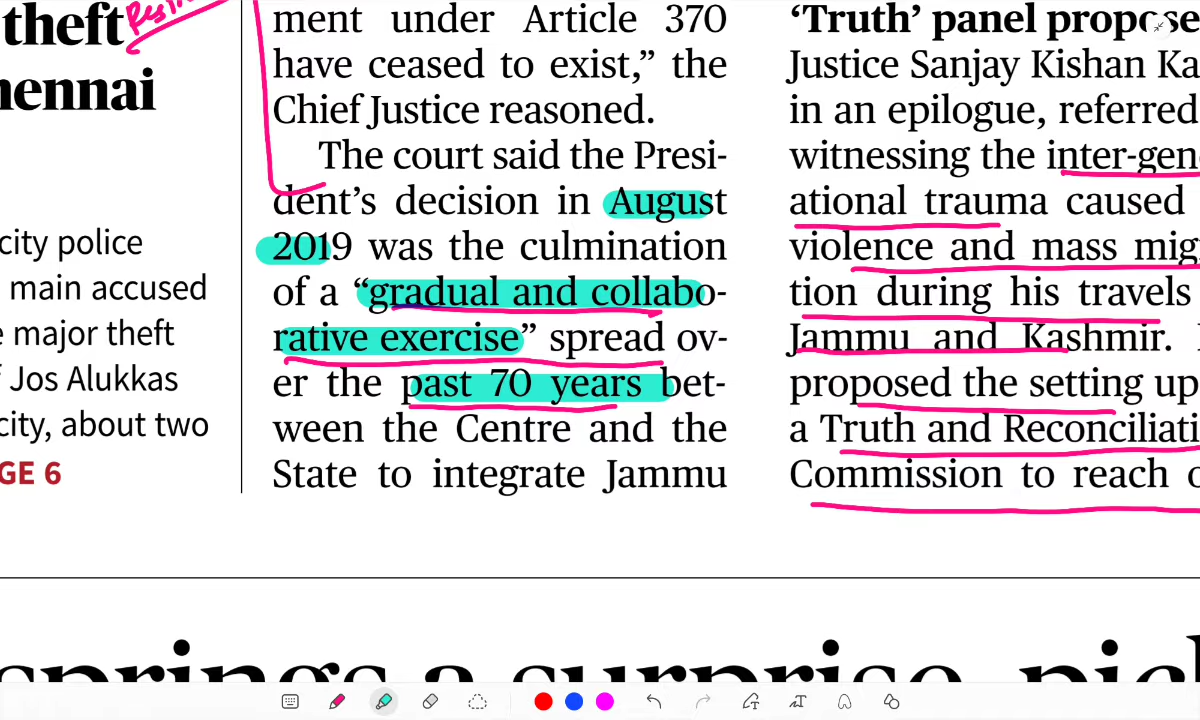 theft
hennai
city police
main accused
major theft
Jos Alukkas
city, about two
GE 6
ment under Article 370
have ceased to exist,” the
Chief Justice reasoned.
The court said the Presi-
dent’s decision in August
2019 was the culmination
of a “gradual and collabo-
rative exercise” spread ov-
er the past 70 years bet-
ween the Centre and the
State to integrate Jammu
‘Truth’ panel propose
Justice Sanjay Kishan Ka
in an epilogue, referred
witnessing the inter-gen
ational trauma caused
violence and mass mig
tion during his travels
Jammu and Kashmir.
proposed the setting up
a Truth and Reconciliati
Commission to reach o
springs a surprise, pick